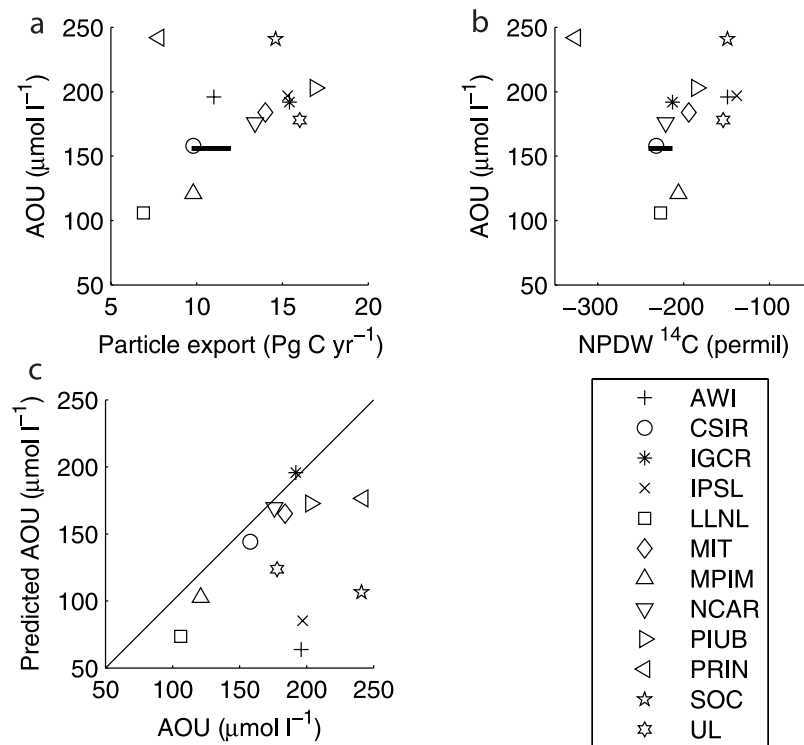 a
250
200
150
100
50
AOU (μmol l⁻¹)
5 10 15 20
Particle export (Pg C yr⁻¹)
b
250
200
150
100
50
AOU (μmol l⁻¹)
−300 −200 −100
NPDW ¹⁴C (permil)
c
250
200
150
100
50
Predicted AOU (μmol l⁻¹)
50 100 150 200 250
AOU (μmol l⁻¹)
AWI
CSIR
IGCR
IPSL
LLNL
MIT
MPIM
NCAR
PIUB
PRIN
SOC
UL